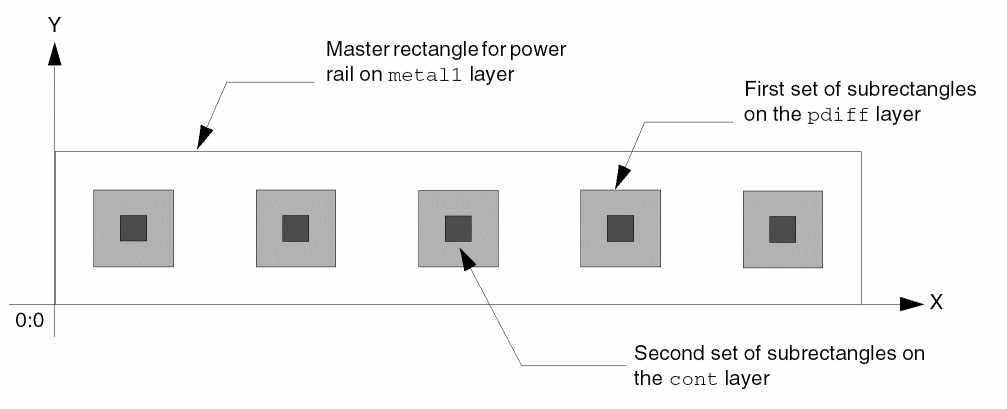 Y
Master rectangle for power
rail on metal1 layer
First set of subrectangles
on the pdiff layer
X
0:0
Second set of subrectangles on
the cont layer